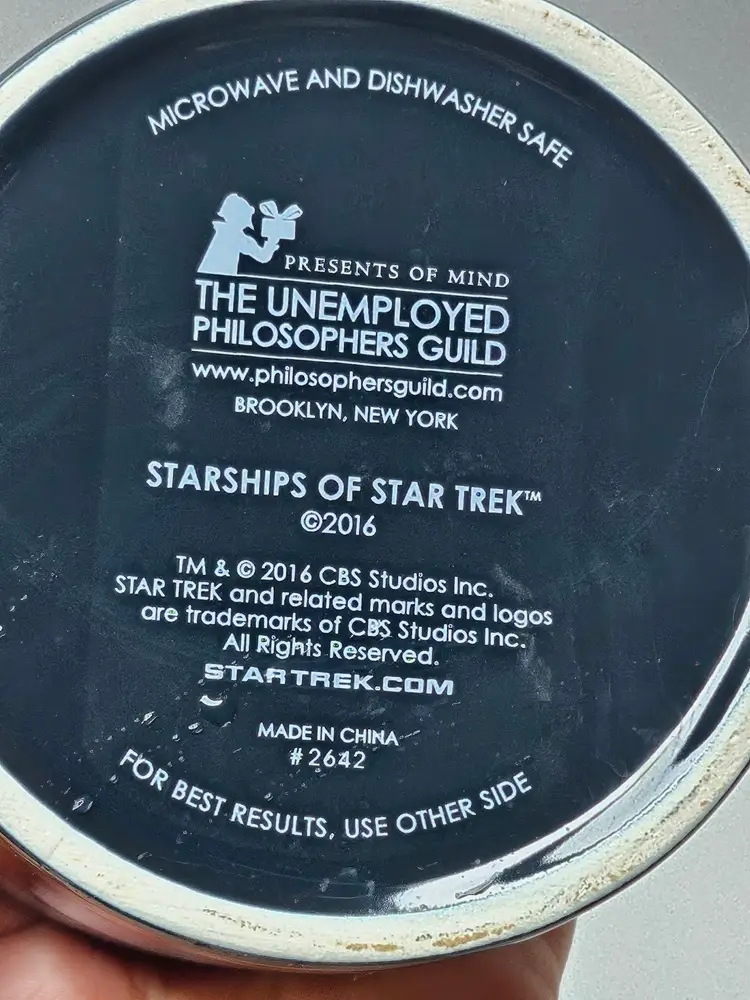 MICROWAVE AND DISHWASHER SAFE
PRESENTS OF MIND
THE UNEMPLOYED
PHILOSOPHERS GUILD
www.philosophersguild.com
BROOKLYN, NEW YORK
STARSHIPS OF STAR TREK™
©2016
TM & © 2016 CBS Studios Inc.
STAR TREK and related marks and logos
are trademarks of CBS Studios Inc.
All Rights Reserved.
STARTREK.COM
MADE IN CHINA
#2642
FOR BEST RESULTS, USE OTHER SIDE